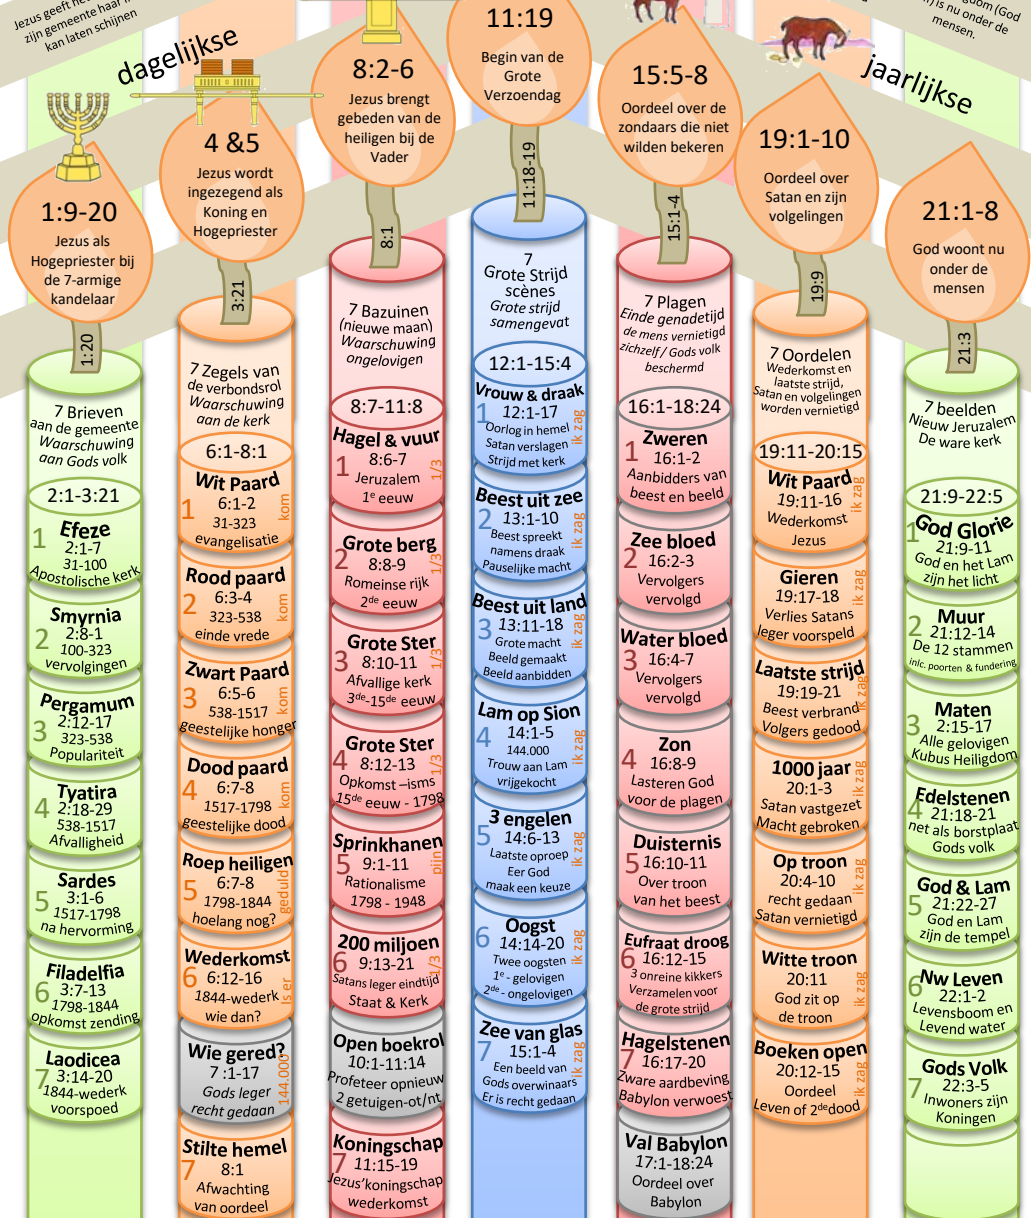 Jezus geeft het
zijn gemeente haar
kan laten schijnen
dagelijkse
(God
is nu onder de
mensen.
jaarlijkse
1:9-20
Jezus als
Hogepriester bij
de 7-armige
kandelaar
1:20
7 Brieven
aan de gemeente
Waarschuwing
aan Gods volk
2:1-3:21
1
Efeze
2:1-7
31-100
Apostolische kerk
2
Smyrnia
2:8-1
100-323
vervolgingen
3
Pergamum
2:12-17
323-538
Populariteit
4
Tyatira
2:18-29
538-1517
Afvalligheid
5
Sardes
3:1-6
1517-1798
na hervorming
6
Filadelfia
3:7-13
1798-1844
opkomst zending
7
Laodicea
3:14-20
1844-wederk
voorspoed
4 &5
Jezus wordt
ingezegend als
Koning en
Hogepriester
3:21
7 Zegels van
de verbondsrol
Waarschuwing
aan de kerk
6:1-8:1
1
Wit Paard
6:1-2
31-323
evangelisatie
kom
2
Rood paard
6:3-4
323-538
einde vrede
kom
3
Zwart Paard
6:5-6
538-1517
geestelijke honger
kom
4
Dood paard
6:7-8
1517-1798
geestelijke dood
kom
5
Roep heiligen
6:7-8
1798-1844
hoelang nog?
geduld
6
Wederkomst
6:12-16
1844-wederk
wie dan?
Is er
Wie gered?
7 :1-17
Gods leger
recht gedaan
144.000
7
Stilte hemel
8:1
Afwachting
van oordeel
8:2-6
Jezus brengt
gebeden van de
heiligen bij de
Vader
8:1
7 Bazuinen
(nieuwe maan)
Waarschuwing
ongelovigen
8:7-11:8
1
Hagel & vuur
8:6-7
Jeruzalem
1e eeuw
1/3
2
Grote berg
8:8-9
Romeinse rijk
2de eeuw
1/3
3
Grote Ster
8:10-11
Afvallige kerk
3de-15de eeuw
1/3
4
Grote Ster
8:12-13
Opkomst –isms
15de eeuw - 1798
1/3
5
Sprinkhanen
9:1-11
Rationalisme
1798 - 1948
pijn
6
200 miljoen
9:13-21
Satans leger eindtijd
Staat & Kerk
1/3
Open boekrol
10:1-11:14
Profeteer opnieuw
2 getuigen-ot/nt
7
Koningschap
11:15-19
Jezus'koningschap
wederkomst
11:19
Begin van de
Grote
Verzoendag
11:18-19
7
Grote Strijd
scènes
Grote strijd
samengevat
12:1-15:4
1
Vrouw & draak
12:1-17
Oorlog in hemel
Satan verslagen
Strijd met kerk
ik zag
2
Beest uit zee
13:1-10
Beest spreekt
namens draak
Pauselijke macht
ik zag
3
Beest uit land
13:11-18
Grote macht
Beeld gemaakt
Beeld aanbidden
ik zag
4
Lam op Sion
14:1-5
144.000
Trouw aan Lam
vrijgekocht
ik zag
5
3 engelen
14:6-13
Laatste oproep
Eer God
maak een keuze
ik zag
6
Oogst
14:14-20
Twee oogsten
1e - gelovigen
2de - ongelovigen
ik zag
7
Zee van glas
15:1-4
Een beeld van
Gods overwinaars
Er is recht gedaan
ik zag
15:5-8
Oordeel over de
zondaars die niet
wilden bekeren
15:1-4
7 Plagen
Einde genadetijd
de mens vernietigd
zichzelf / Gods volk
beschermd
16:1-18:24
1
Zweren
16:1-2
Aanbidders van
beest en beeld
2
Zee bloed
16:2-3
Vervolgers
vervolgd
3
Water bloed
16:4-7
Vervolgers
vervolgd
4
Zon
16:8-9
Lasteren God
voor de plagen
5
Duisternis
16:10-11
Over troon
van het beest
6
Eufraat droog
16:12-15
3 onreine kikkers
Verzamelen voor
de grote strijd
7
Hagelstenen
16:17-20
Zware aardbeving
Babylon verwoest
Val Babylon
17:1-18:24
Oordeel over
Babylon
19:1-10
Oordeel over
Satan en zijn
volgelingen
19:9
7 Oordelen
Wederkomst en
laatste strijd,
Satan en volgelingen
worden vernietigd
19:11-20:15
Wit Paard
19:11-16
Wederkomst
Jezus
ik zag
Gieren
19:17-18
Verlies Satans
leger voorspeld
ik zag
Laatste strijd
19:19-21
Beest verbrand
Volgers gedood
ik zag
1000 jaar
20:1-3
Satan vastgezet
Macht gebroken
ik zag
Op troon
20:4-10
recht gedaan
Satan vernietigd
ik zag
Witte troon
20:11
God zit op
de troon
ik zag
Boeken open
20:12-15
Oordeel
Leven of 2dedood
ik zag
21:1-8
God woont nu
onder de
mensen
21:3
7 beelden
Nieuw Jeruzalem
De ware kerk
21:9-22:5
1
God Glorie
21:9-11
God en het Lam
zijn het licht
2
Muur
21:12-14
De 12 stammen
inlc. poorten & fundering
3
Maten
2:15-17
Alle gelovigen
Kubus Heiligdom
4
Edelstenen
21:18-21
net als borstplaat
Gods volk
5
God & Lam
21:22-27
God en Lam
zijn de tempel
6
Nw Leven
22:1-2
Levensboom en
Levend water
7
Gods Volk
22:3-5
Inwoners zijn
Koningen